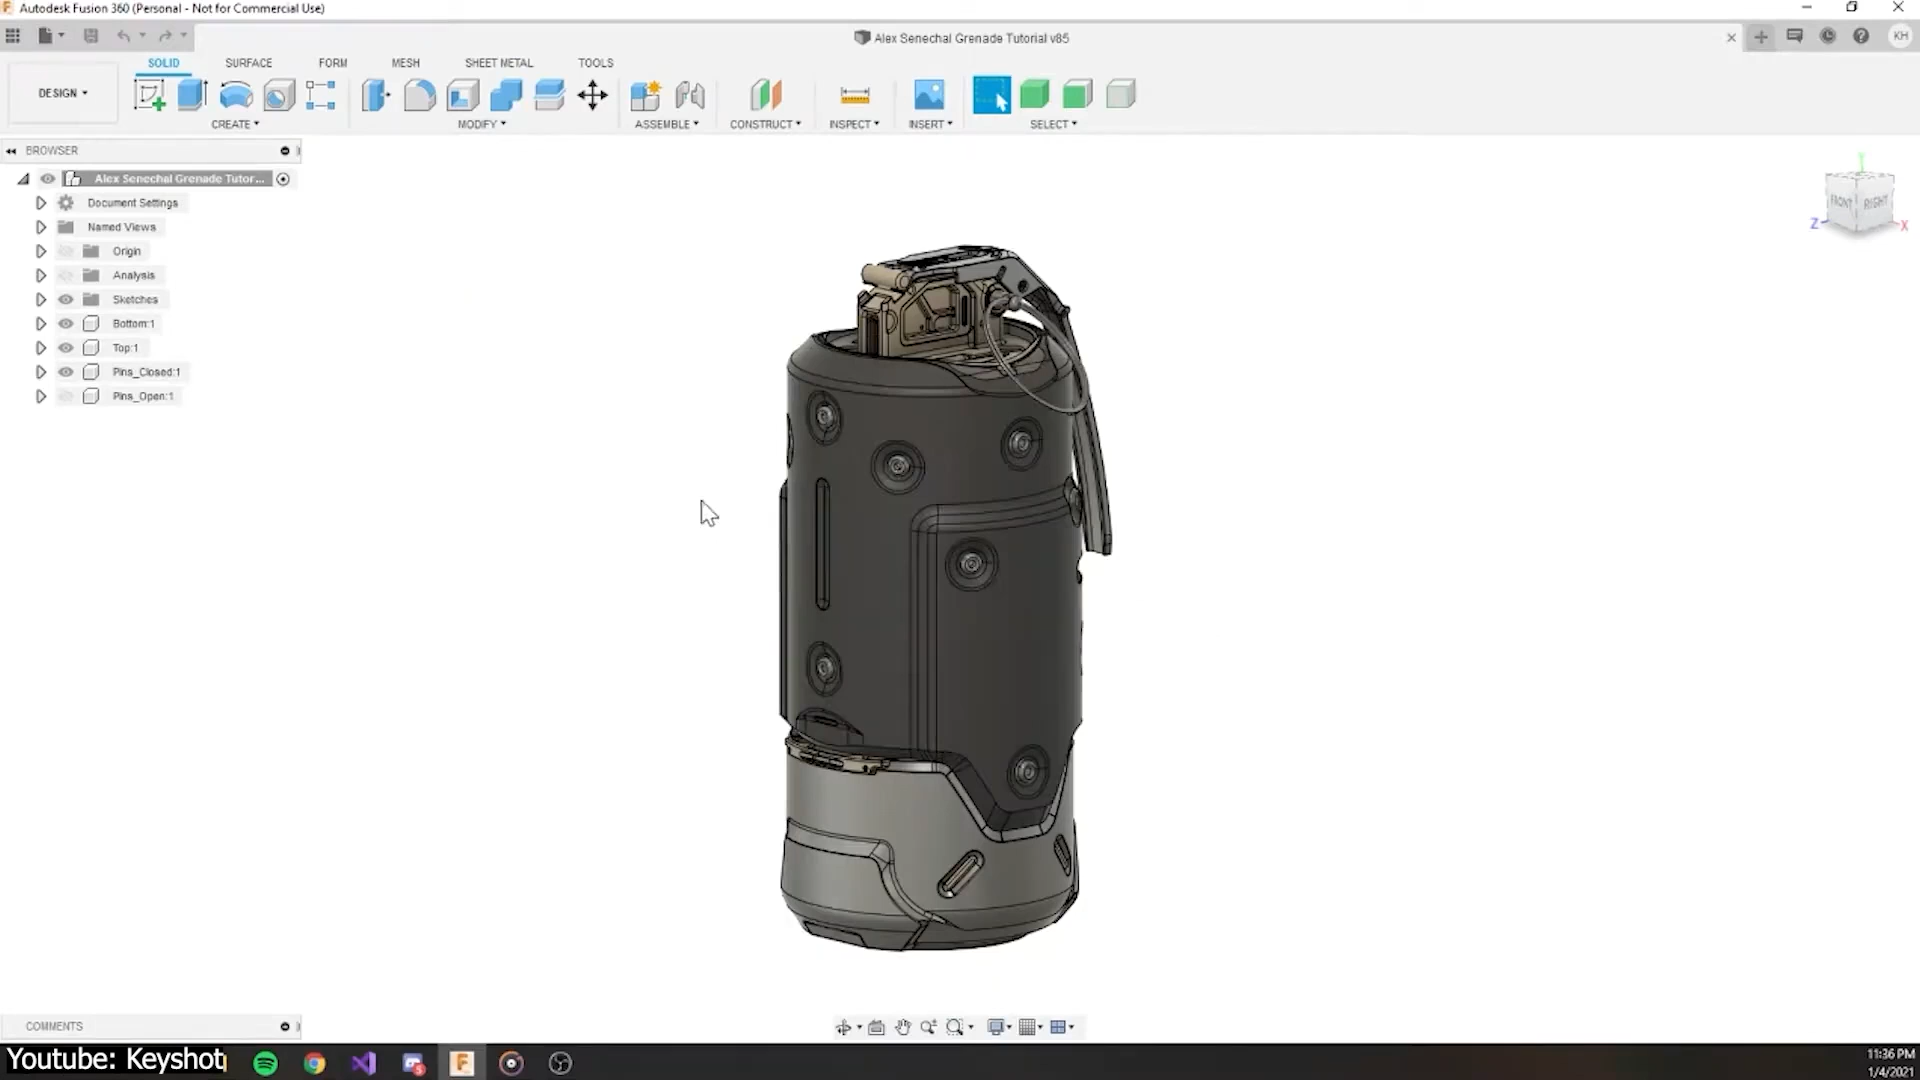 Autodesk Fusion 360 (Personal - Not for Commercial Use)
Alex Senechal Grenade Tutorial v85
KH
SOLID SURFACE FORM MESH SHEET METAL TOOLS
DESIGN
CREATE MODIFY ASSEMBLE CONSTRUCT INSPECT INSERT SELECT
BROWSER
Alex Senechal Grenade Tutor...
Document Settings
Named Views
Origin
Analysis
Sketches
Bottom:1
Top:1
Pins_Closed:1
Pins_Open:1
FRONT RIGHT
Z X
COMMENTS
Youtube: Keyshot
11:36 PM
1/4/2021